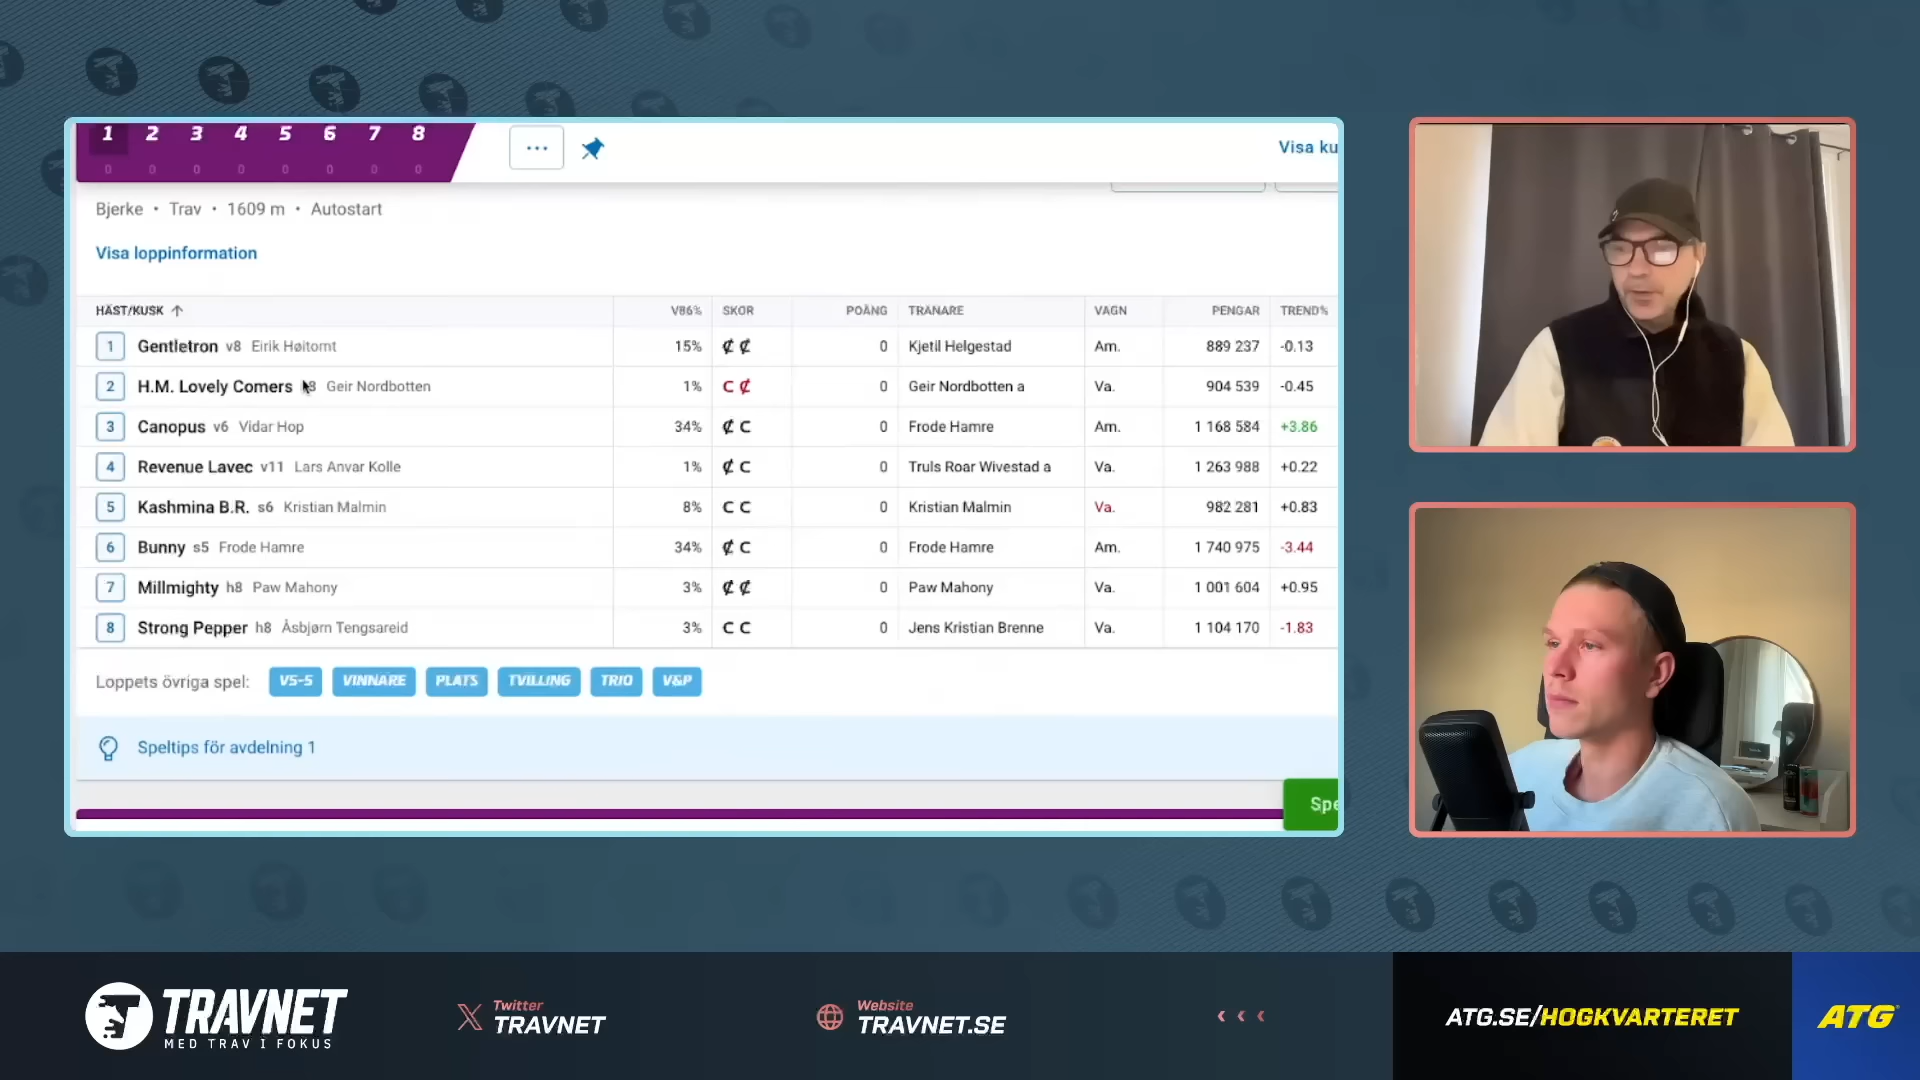 1 2 3 4 5 6 7 8
0 0 0 0 0 0 0 0
...
Visa ku
Bjerke • Trav • 1609 m • Autostart
Visa loppinformation
HÄST/KUSK ↑ V86% SKOR POÄNG TRÄNARE VAGN PENGAR TREND%
1 Gentletron v8 Eirik Høitomt 15% ₵ ₵ 0 Kjetil Helgestad Am. 889 237 -0.13
2 H.M. Lovely Comers 8 Geir Nordbotten 1% C ₵ 0 Geir Nordbotten a Va. 904 539 -0.45
3 Canopus v6 Vidar Hop 34% ₵ C 0 Frode Hamre Am. 1 168 584 +3.86
4 Revenue Lavec v11 Lars Anvar Kolle 1% ₵ C 0 Truls Roar Wivestad a Va. 1 263 988 +0.22
5 Kashmina B.R. s6 Kristian Malmin 8% C C 0 Kristian Malmin Va. 982 281 +0.83
6 Bunny s5 Frode Hamre 34% ₵ C 0 Frode Hamre Am. 1 740 975 -3.44
7 Millmighty h8 Paw Mahony 3% ₵ ₵ 0 Paw Mahony Va. 1 001 604 +0.95
8 Strong Pepper h8 Åsbjørn Tengsareid 3% C C 0 Jens Kristian Brenne Va. 1 104 170 -1.83
Loppets övriga spel: V5-5 VINNARE PLATS TVILLING TRIO V&P
Speltips för avdelning 1
Spe
TRAVNET
MED TRAV I FOKUS
Twitter
TRAVNET
Website
TRAVNET.SE
ATG.SE/HOGKVARTERET
ATG